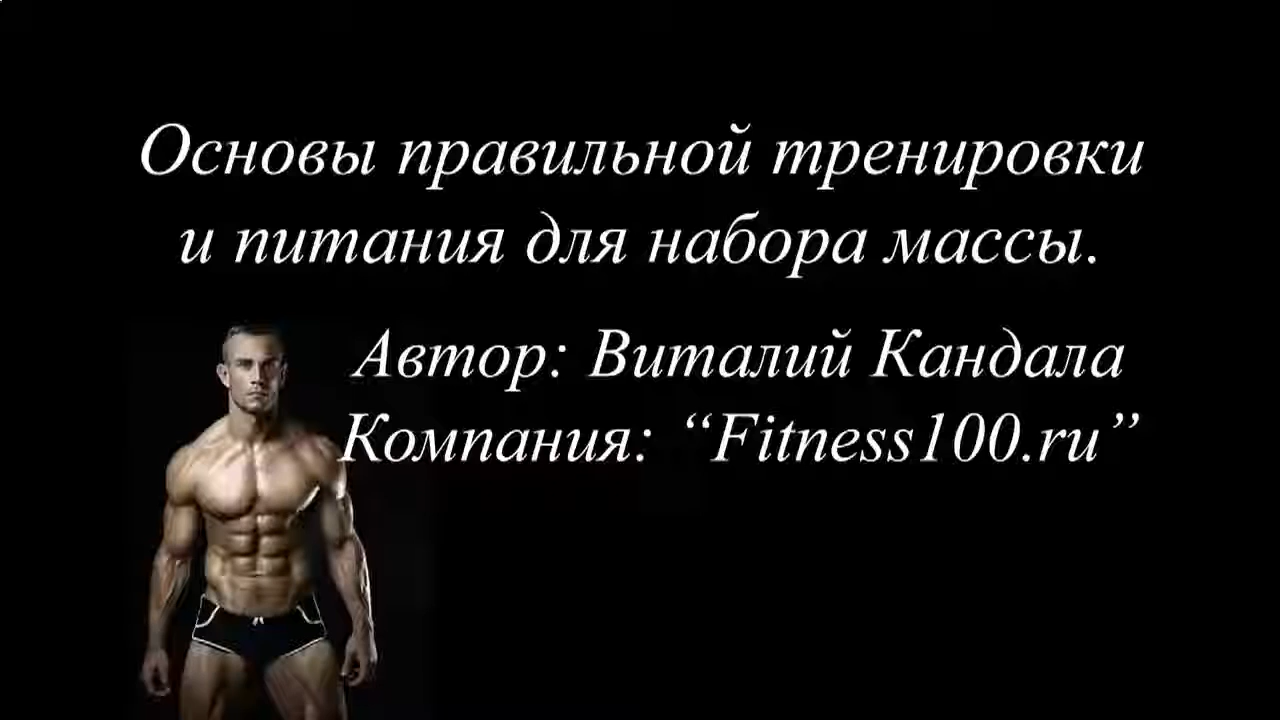 Основы правильной тренировки
и питания для набора массы.
Автор: Виталий Кандала
Компания: “Fitness100.ru”